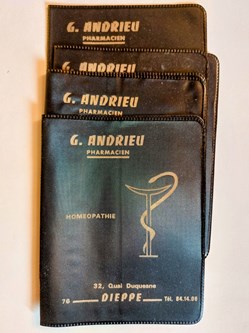 G. ANDRIEU
PHARMACIEN
G. ANDRIEU
PHARMACIEN
G. ANDRIEU
PHARMACIEN
G. ANDRIEU
PHARMACIEN
HOMEOPATHIE
32, Quai Duquesne
76 — DIEPPE — Tél. 84.14.06